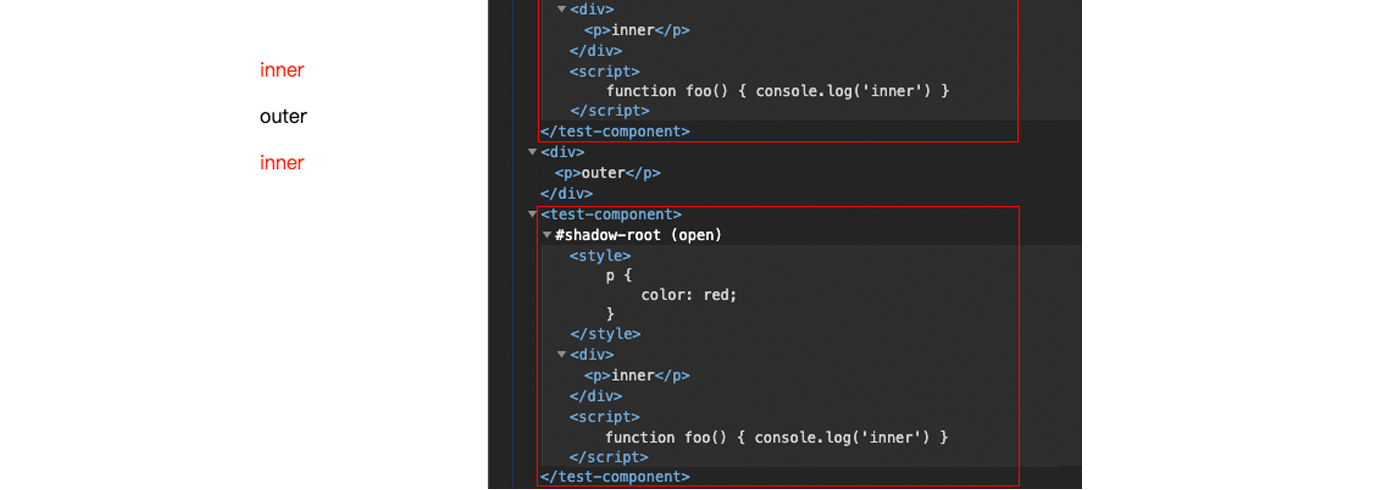 inner
outer
inner
<div>
<p>inner</p>
</div>
<script>
function foo() { console.log('inner') }
</script>
</test-component>
<div>
<p>outer</p>
</div>
<test-component>
#shadow-root (open)
<style>
p {
color: red;
}
</style>
<div>
<p>inner</p>
</div>
<script>
function foo() { console.log('inner') }
</script>
</test-component>